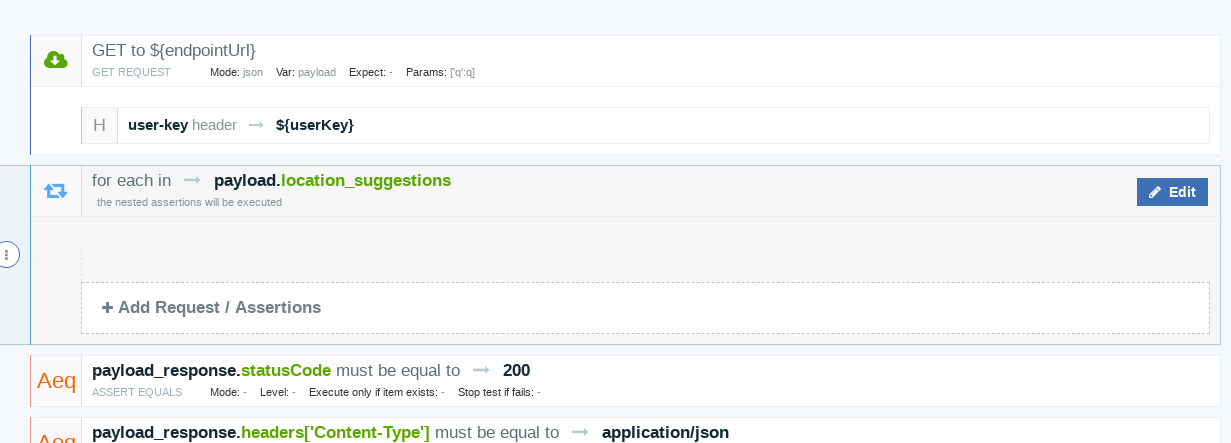 GET to ${endpointUrl}
GET REQUEST Mode: json Var: payload Expect: - Params: ['q':q]
H user-key header → ${userKey}
for each in → payload.location_suggestions
the nested assertions will be executed
Edit
+ Add Request / Assertions
Aeq payload_response.statusCode must be equal to → 200
ASSERT EQUALS Mode: - Level: - Execute only if item exists: - Stop test if fails: -
Aeq payload_response.headers['Content-Type'] must be equal to → application/json